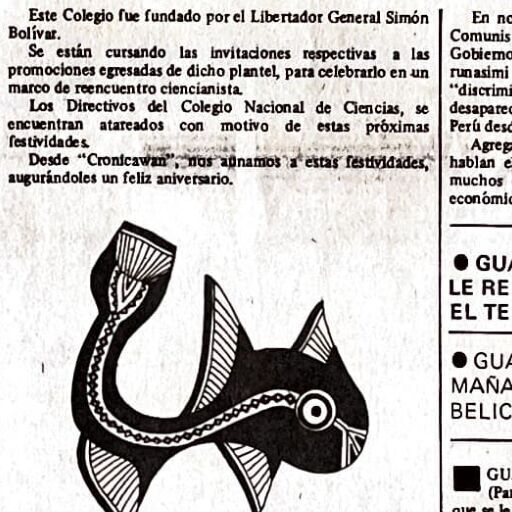 Este Colegio fue fundado por el Libertador General Simón
Bolívar.
Se están cursando las invitaciones respectivas a las
promociones egresadas de dicho plantel, para celebrarlo en un
marco de reencuentro ciencianista.
Los Directivos del Colegio Nacional de Ciencias, se
encuentran atareados con motivo de estas próximas
festividades.
Desde “Cronicawan”, nos aunamos a estas festividades,
augurándoles un feliz aniversario.
En no
Comunis
Gobierno
runasimi
“discrimi
desaparec
Perú desd
Agrega
hablan e
muchos
económic
● GUA
LE RE
EL TE
● GUA
MAÑA
BELIC
■ GU
(Par
que se le